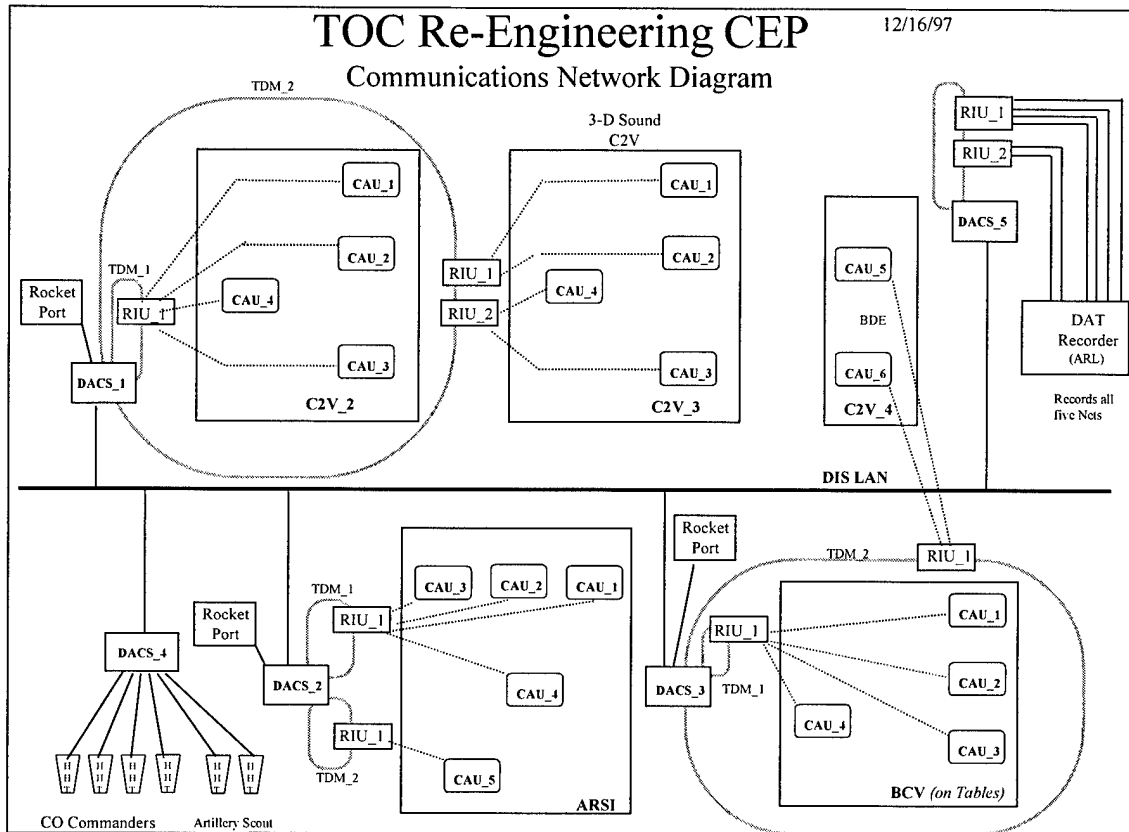 TOC Re-Engineering CEP
12/16/97
Communications Network Diagram
TDM_2
3-D Sound
C2V
RIU_1
RIU_2
DACS_5
DAT
Recorder
(ARL)
Records all
five Nets
CAU_1
CAU_2
CAU_4
CAU_3
C2V_2
TDM_1
RIU_1
Rocket
Port
DACS_1
RIU_1
RIU_2
CAU_1
CAU_2
CAU_4
CAU_3
C2V_3
CAU_5
BDE
CAU_6
C2V_4
DIS LAN
DACS_4
H
H
T
H
H
T
H
H
T
H
H
T
H
H
T
H
H
T
CO Commanders
Artillery Scout
Rocket
Port
DACS_2
TDM_1
RIU_1
RIU_1
TDM_2
CAU_3
CAU_2
CAU_1
CAU_4
CAU_5
ARSI
Rocket
Port
DACS_3
TDM_2
RIU_1
RIU_1
TDM_1
CAU_1
CAU_2
CAU_4
CAU_3
BCV (on Tables)